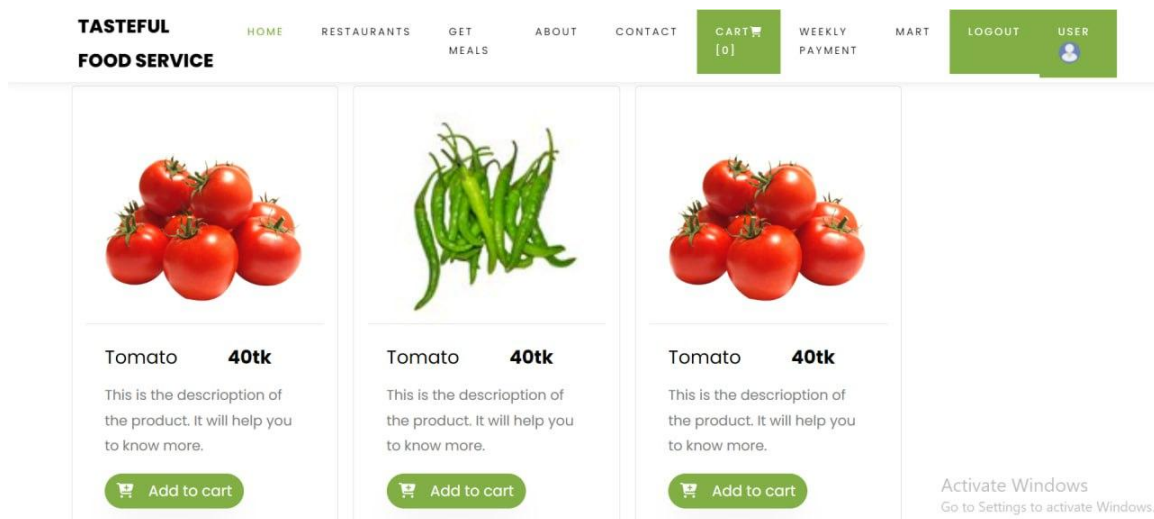 TASTEFUL
FOOD SERVICE
HOME
RESTAURANTS
GET
MEALS
ABOUT
CONTACT
CART
[0]
WEEKLY
PAYMENT
MART
LOGOUT
USER
Tomato 40tk
This is the descrioption of
the product. It will help you
to know more.
Add to cart
Tomato 40tk
This is the descrioption of
the product. It will help you
to know more.
Add to cart
Tomato 40tk
This is the descrioption of
the product. It will help you
to know more.
Add to cart
Activate Windows
Go to Settings to activate Windows.